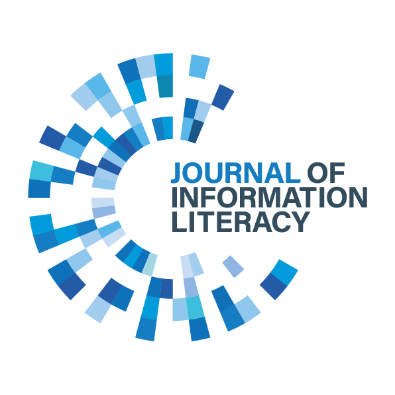 JOURNAL OF
INFORMATION
LITERACY